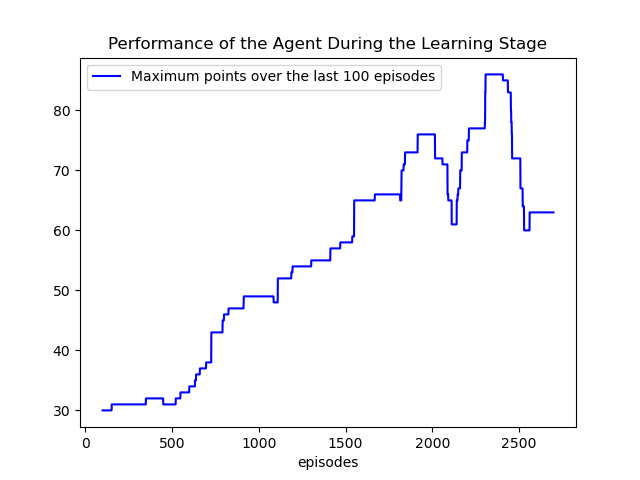 Performance of the Agent During the Learning Stage
Maximum points over the last 100 episodes
80
70
60
50
40
30
0 500 1000 1500 2000 2500
episodes